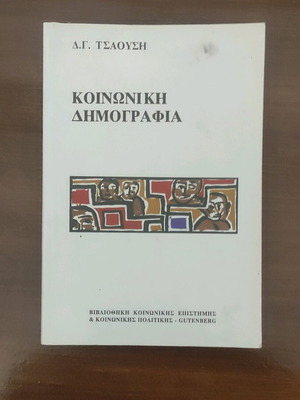 Δ.Γ. ΤΣΑΟΥΣΗ
ΚΟΙΝΩΝΙΚΗ
ΔΗΜΟΓΡΑΦΙΑ
ΒΙΒΛΙΟΘΗΚΗ ΚΟΙΝΩΝΙΚΗΣ ΕΠΙΣΤΗΜΗΣ
& ΚΟΙΝΩΝΙΚΗΣ ΠΟΛΙΤΙΚΗΣ - GUTENBERG